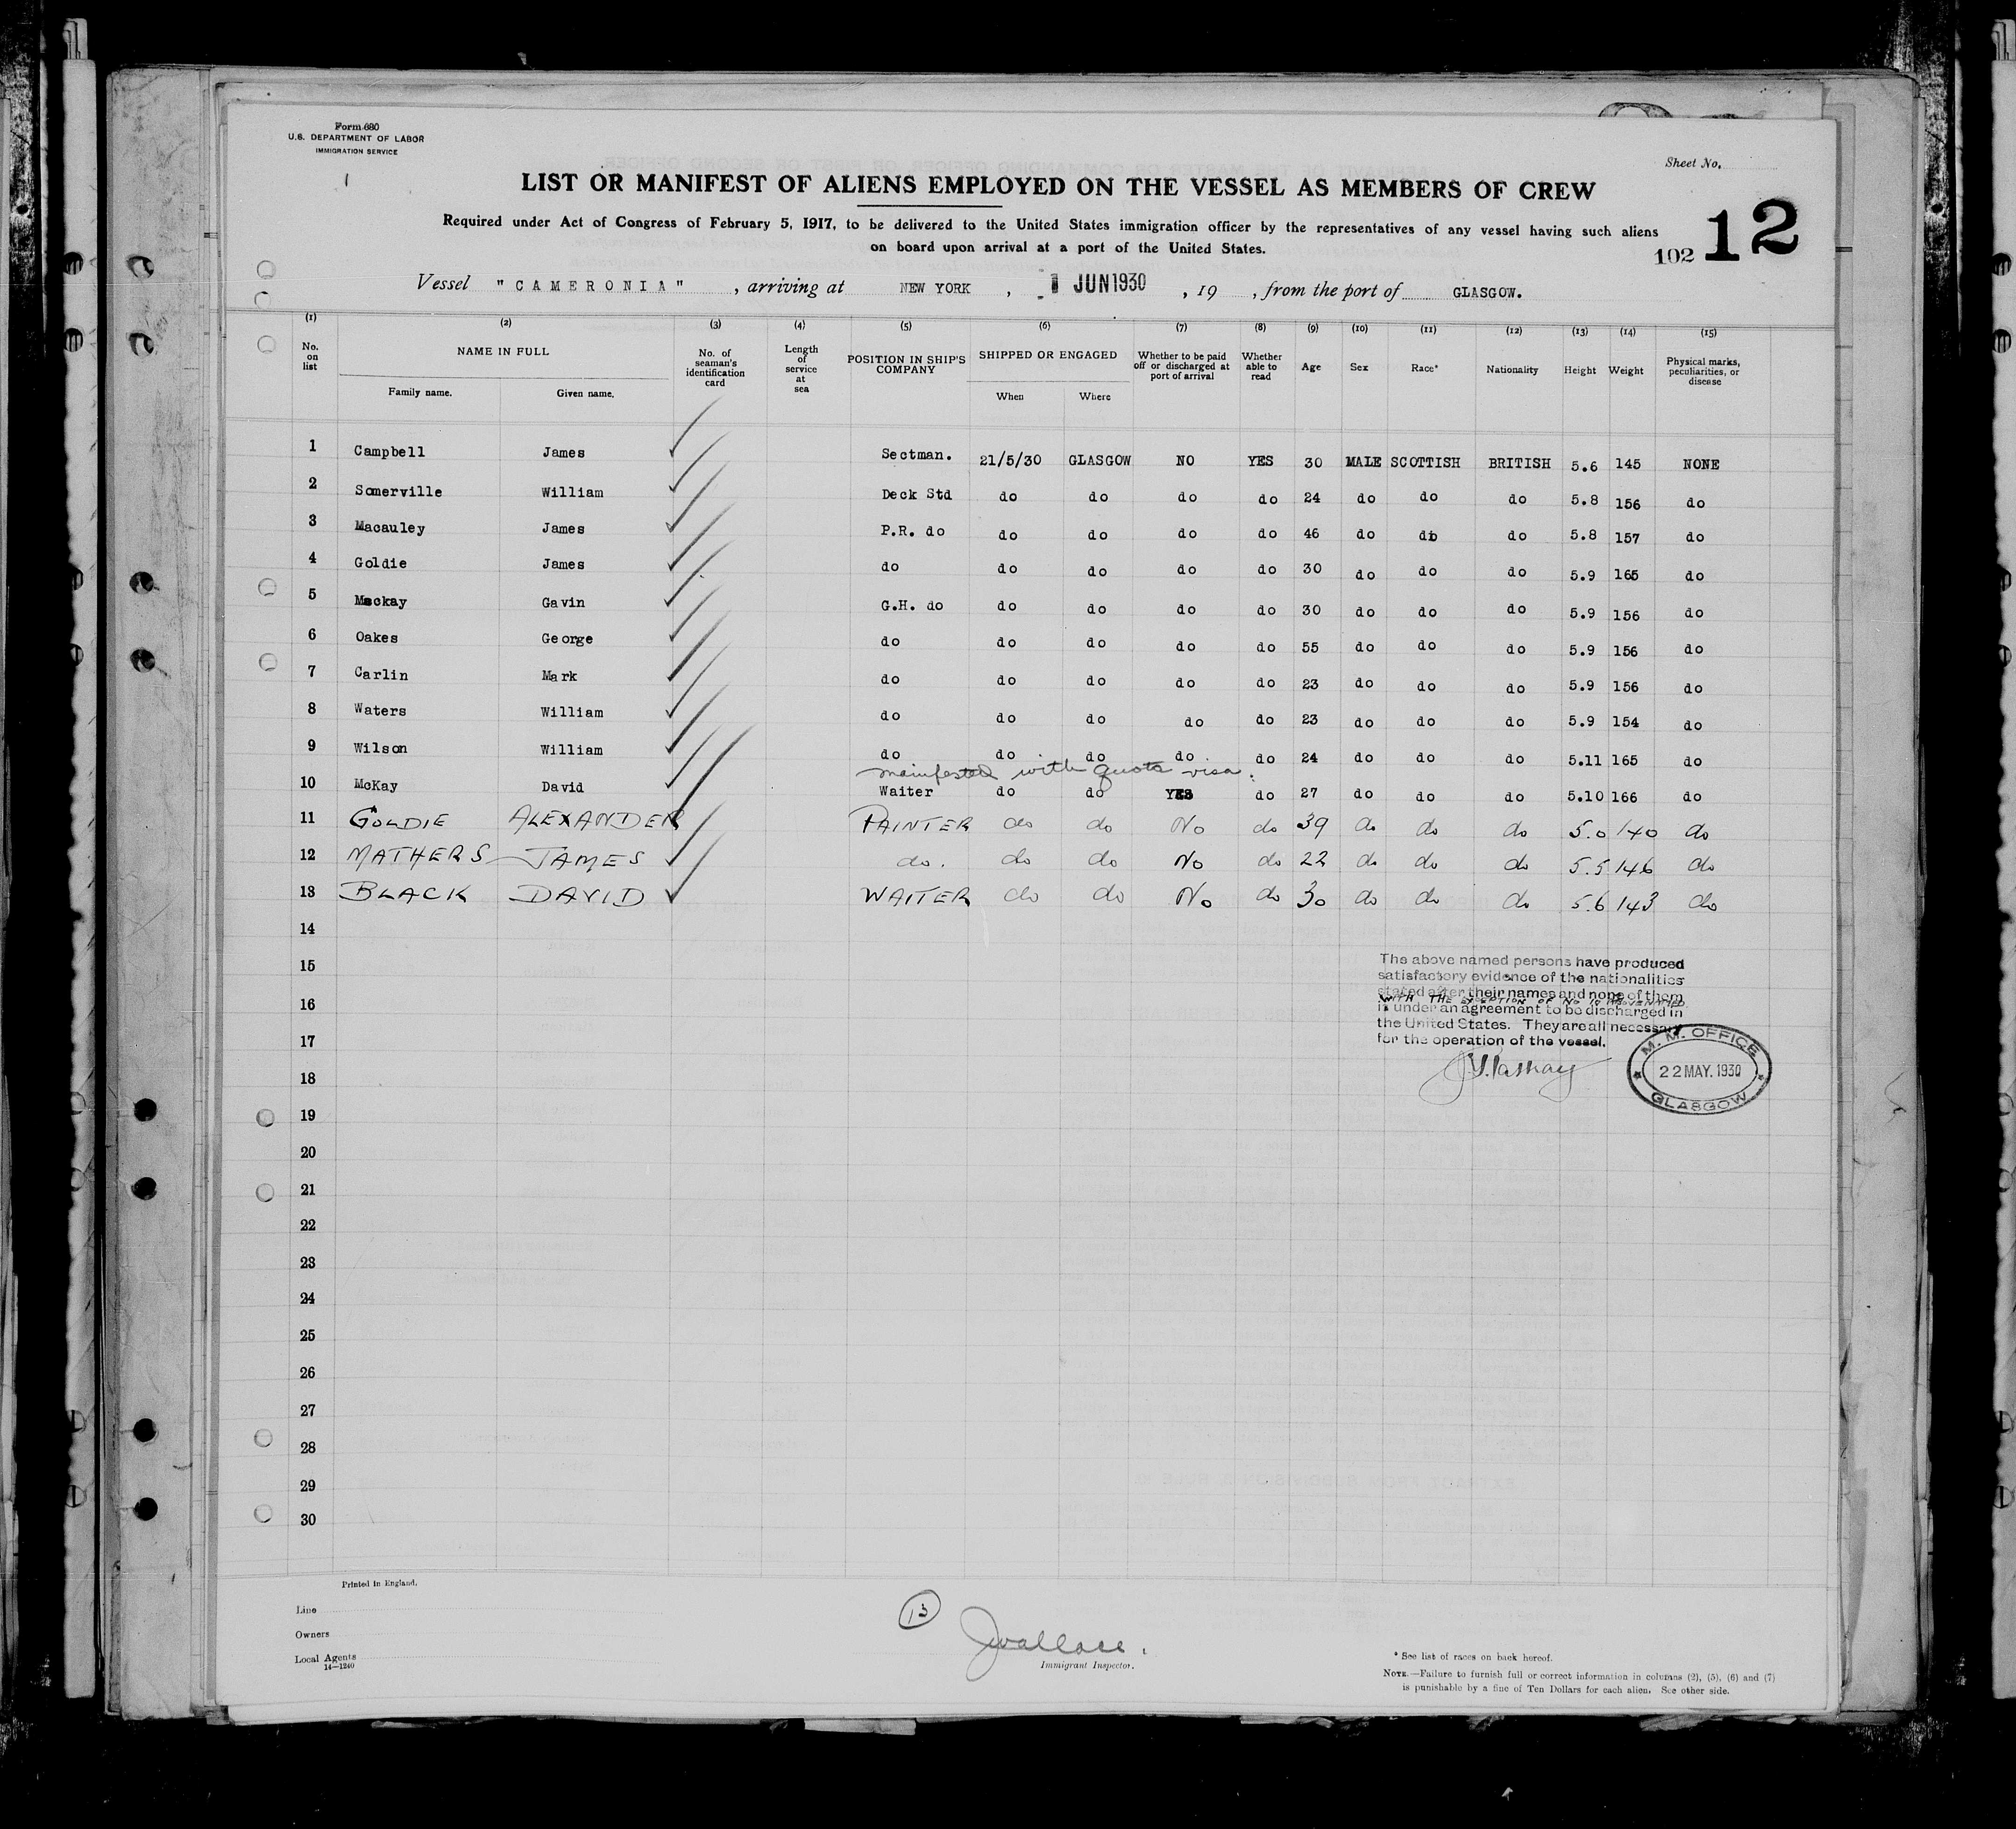 Form 680
U.S. DEPARTMENT OF LABOR
IMMIGRATION SERVICE
Sheet No.
LIST OR MANIFEST OF ALIENS EMPLOYED ON THE VESSEL AS MEMBERS OF CREW
Required under Act of Congress of February 5, 1917, to be delivered to the United States immigration officer by the representatives of any vessel having such aliens
on board upon arrival at a port of the United States.
102 12
Vessel "CAMERONIA", arriving at NEW YORK, 1 JUN 1930, 19 , from the port of GLASGOW.
(1) (2) (3) (4) (5) (6) (7) (8) (9) (10) (11) (12) (13) (14) (15)
No. on list NAME IN FULL Family name. Given name. No. of seaman's identification card Length of service at sea POSITION IN SHIP'S COMPANY SHIPPED OR ENGAGED When Where Whether to be paid off or discharged at port of arrival Whether able to read Age Sex Race* Nationality Height Weight Physical marks, peculiarities, or disease
1 Campbell James Sectman. 21/5/30 GLASGOW NO YES 30 MALE SCOTTISH BRITISH 5.6 145 NONE
2 Somerville William Deck Std do do do do 24 do do do 5.8 156 do
3 Macauley James P.R. do do do do do 46 do do do 5.8 157 do
4 Goldie James do do do do do 30 do do do 5.9 165 do
5 Mackay Gavin G.H. do do do do do 30 do do do 5.9 156 do
6 Oakes George do do do do do 55 do do do 5.9 156 do
7 Carlin Mark do do do do do 23 do do do 5.9 156 do
8 Waters William do do do do do 23 do do do 5.9 154 do
9 Wilson William do do do do do 24 do do do 5.11 165 do
manifested with quota visa.
10 McKay David Waiter do do YES do 27 do do do 5.10 166 do
11 GOLDIE ALEXANDER PAINTER do do No do 39 do do do 5.0 140 do
12 MATHERS JAMES do. do do No do 22 do do do 5.5 146 do
13 BLACK DAVID WAITER do do No do 30 do do do 5.6 143 do
14
15
16
17
18
19
20
21
22
23
24
25
26
27
28
29
30
The above named persons have produced
satisfactory evidence of the nationalities
stated after their names and none of them
WITH THE EXCEPTION OF No 10
is under an agreement to be discharged in
the United States. They are all necessary
for the operation of the vessel.
M. M. OFFICE
22 MAY. 1930
GLASGOW
Printed in England.
Line
Owners
Local Agents
14—1240
13
JWallace.
Immigrant Inspector.
* See list of races on back hereof.
NOTE.—Failure to furnish full or correct information in columns (2), (5), (6) and (7)
is punishable by a fine of Ten Dollars for each alien. See other side.